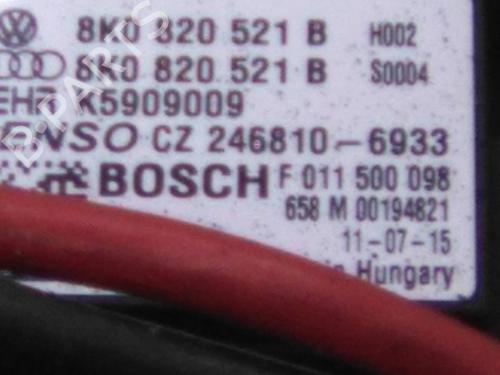 8K0 820 521 B H002
8K0 820 521 B S0004
K5909009
CZ 246810-6933
BOSCH F 011 500 098
658 M 00194821
11-07-15
Hungary
B-PARTS